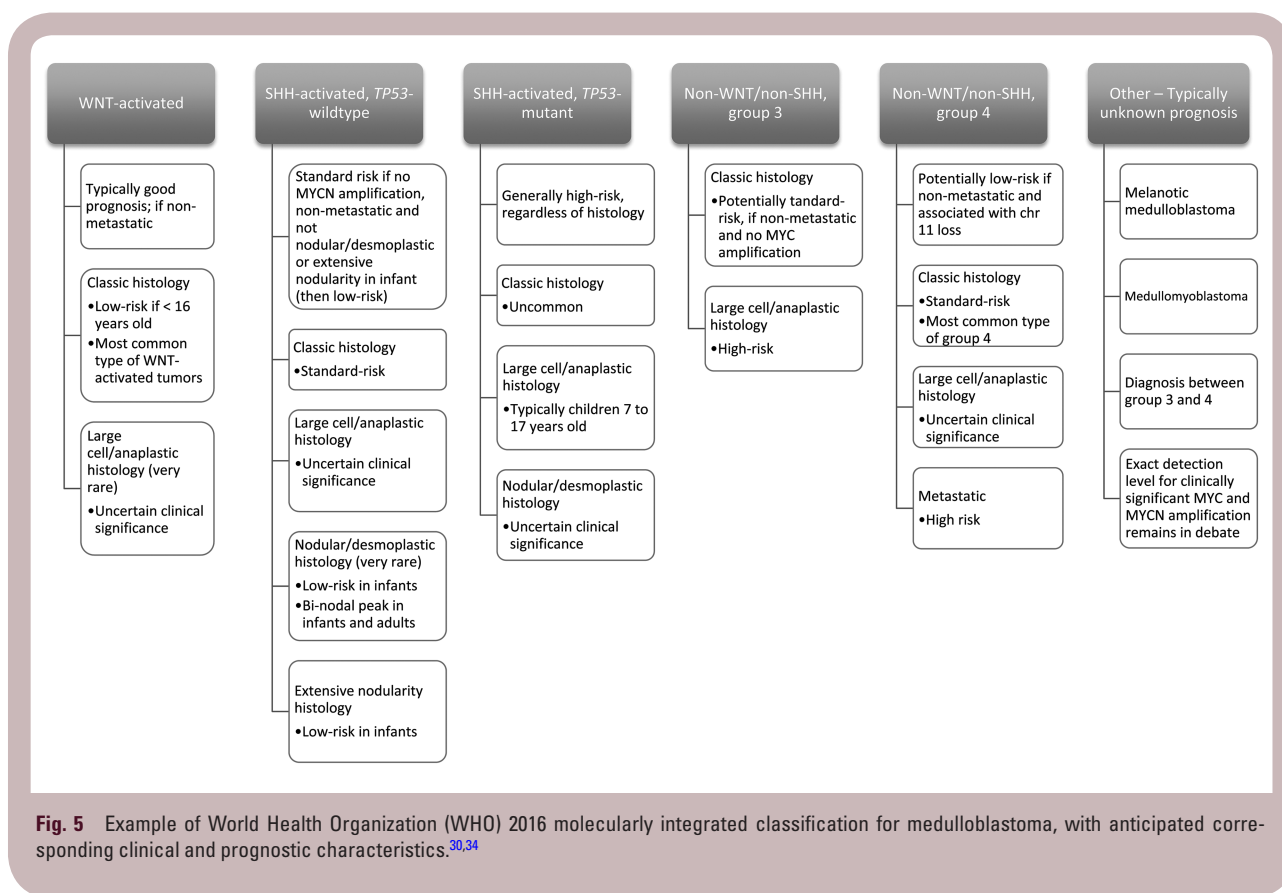 WNT-activated
Typically good
prognosis; if non-
metastatic
Classic histology
•Low-risk if < 16
years old
•Most common
type of WNT-
activated tumors
Large
cell/anaplastic
histology (very
rare)
•Uncertain clinical
significance
SHH-activated, TP53-
wildtype
Standard risk if no
MYCN amplification,
non-metastatic and
not
nodular/desmoplastic
or extensive
nodularity in infant
(then low-risk)
Classic histology
•Standard-risk
Large cell/anaplastic
histology
•Uncertain clinical
significance
Nodular/desmoplastic
histology (very rare)
•Low-risk in infants
•Bi-nodal peak in
infants and adults
Extensive nodularity
histology
•Low-risk in infants
SHH-activated, TP53-
mutant
Generally high-risk,
regardless of histology
Classic histology
•Uncommon
Large cell/anaplastic
histology
•Typically children 7 to
17 years old
Nodular/desmoplastic
histology
•Uncertain clinical
significance
Non-WNT/non-SHH,
group 3
Classic histology
•Potentially tandard-
risk, if non-metastatic
and no MYC
amplification
Large cell/anaplastic
histology
•High-risk
Non-WNT/non-SHH,
group 4
Potentially low-risk if
non-metastatic and
associated with chr
11 loss
Classic histology
•Standard-risk
•Most common type
of group 4
Large cell/anaplastic
histology
•Uncertain clinical
significance
Metastatic
•High risk
Other – Typically
unknown prognosis
Melanotic
medulloblastoma
Medullomyoblastoma
Diagnosis between
group 3 and 4
Exact detection
level for clinically
significant MYC and
MYCN amplification
remains in debate
Fig. 5 Example of World Health Organization (WHO) 2016 molecularly integrated classification for medulloblastoma, with anticipated corre-
sponding clinical and prognostic characteristics.30,34